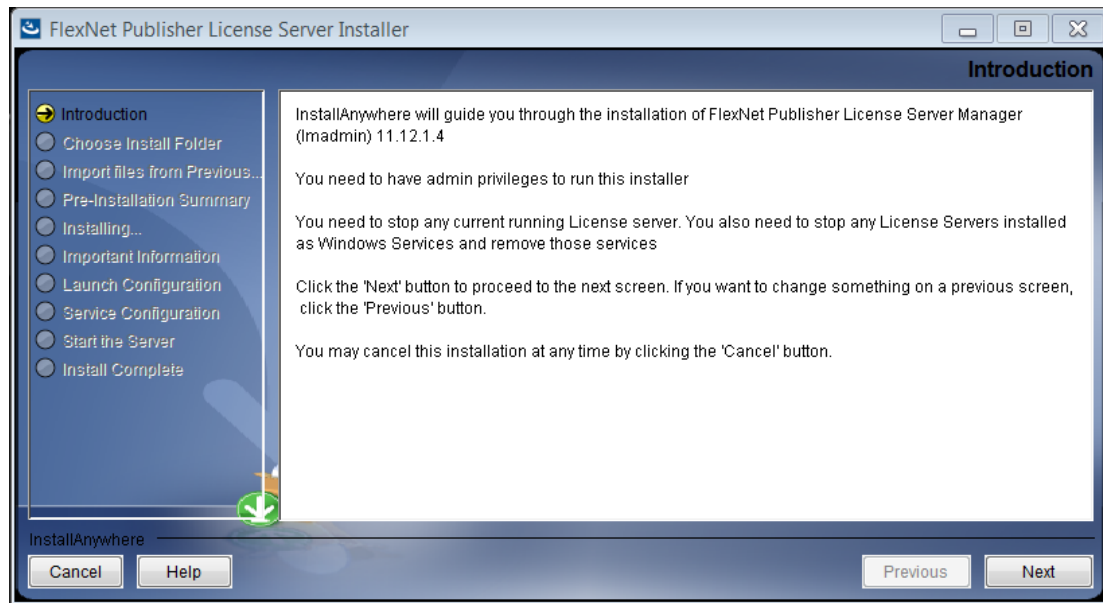 FlexNet Publisher License Server Installer
Introduction
Introduction
Choose Install Folder
Import files from Previous...
Pre-Installation Summary
Installing...
Important Information
Launch Configuration
Service Configuration
Start the Server
Install Complete
InstallAnywhere will guide you through the installation of FlexNet Publisher License Server Manager
(lmadmin) 11.12.1.4
You need to have admin privileges to run this installer
You need to stop any current running License server. You also need to stop any License Servers installed
as Windows Services and remove those services
Click the 'Next' button to proceed to the next screen. If you want to change something on a previous screen,
click the 'Previous' button.
You may cancel this installation at any time by clicking the 'Cancel' button.
InstallAnywhere
Cancel
Help
Previous
Next